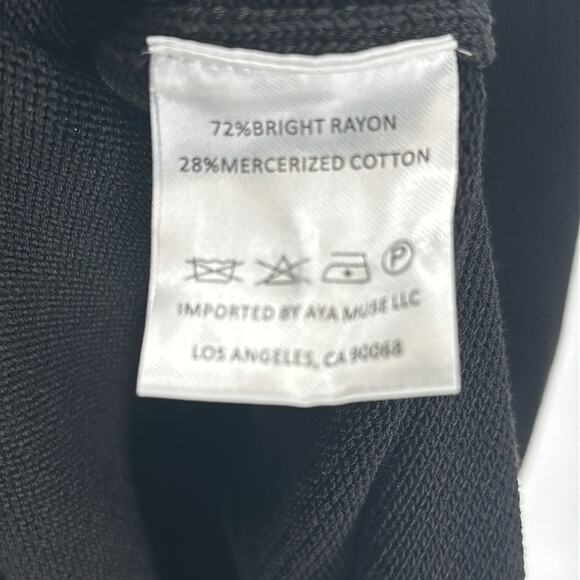 72%BRIGHT RAYON
28%MERCERIZED COTTON
P
IMPORTED BY AYA MUSE LLC
LOS ANGELES, CA 90068